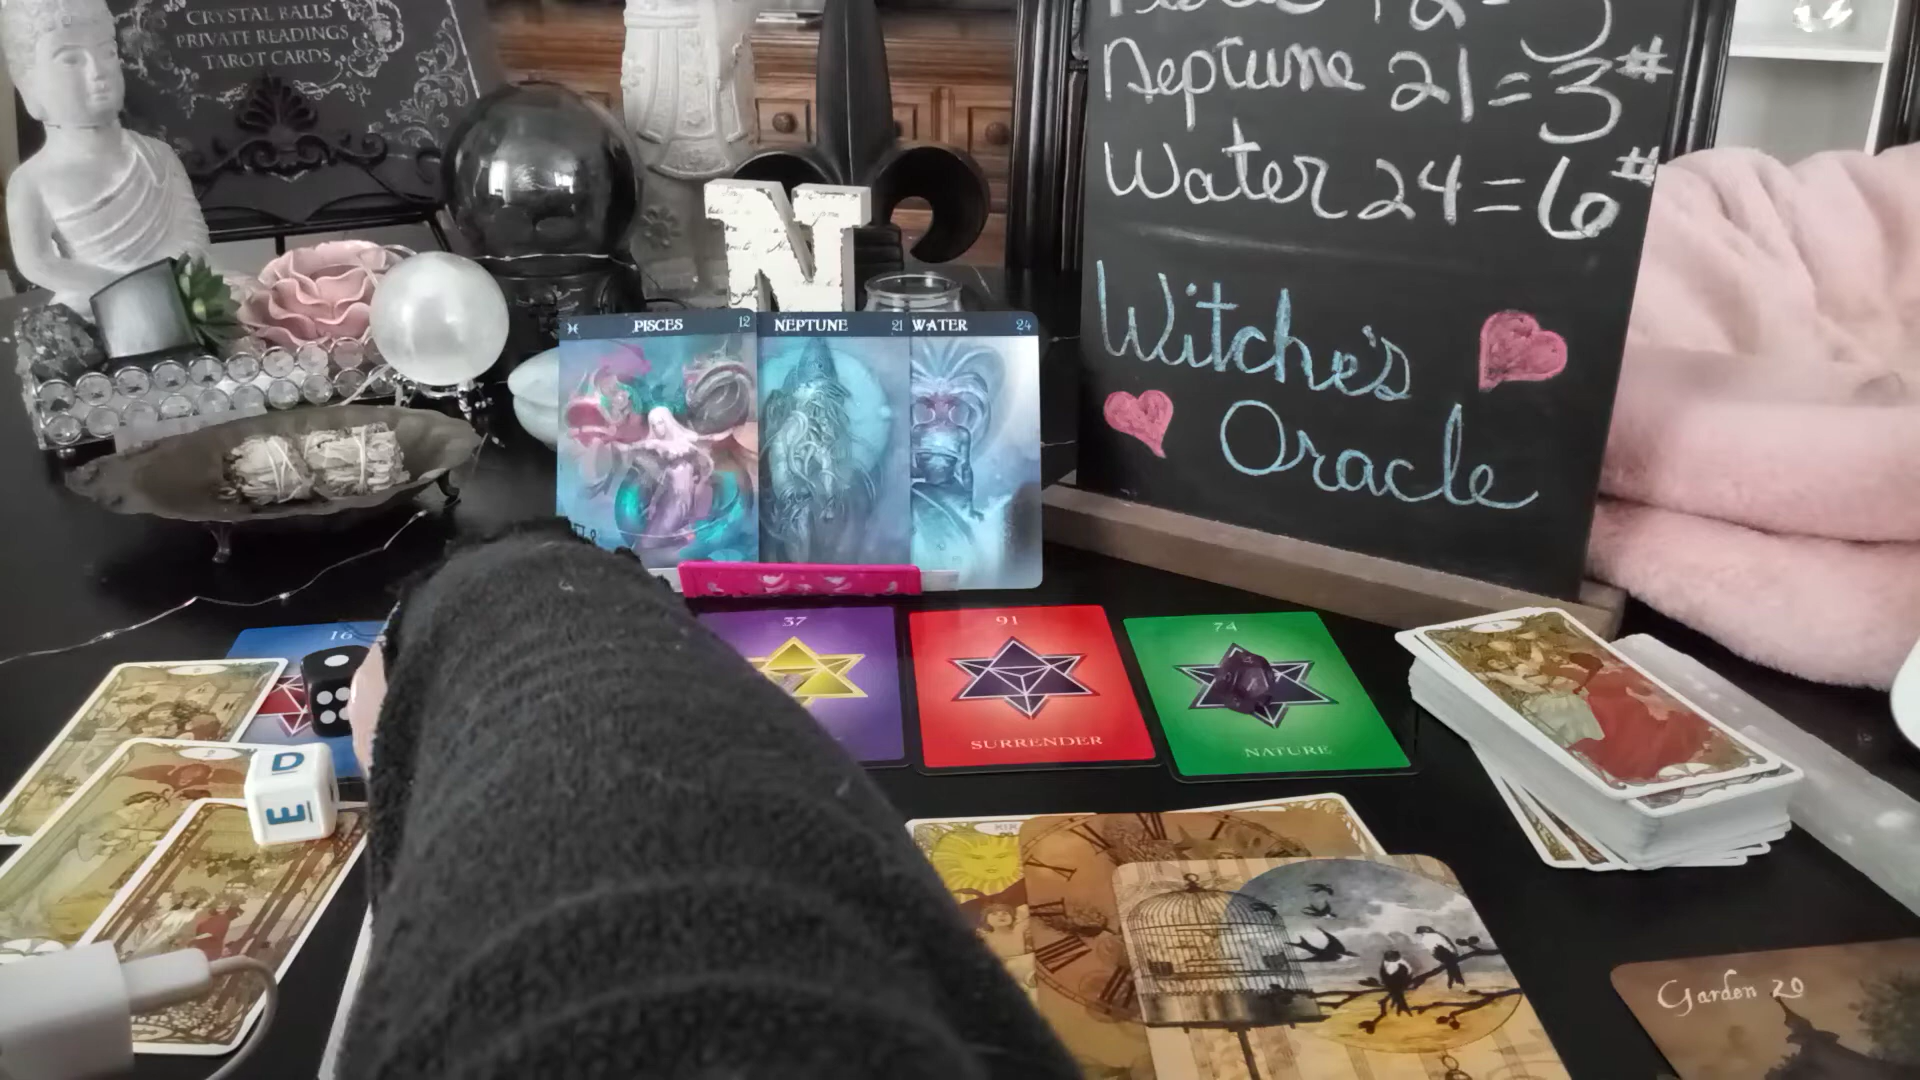 CRYSTAL BALLS
PRIVATE READINGS
TAROT CARDS
Neptune 21=3#
Water 24=6#
Witche's
Oracle
PISCES 12
NEPTUNE 21
WATER 24
16
37
91
SURRENDER
74
NATURE
D
E
N
Garden 20